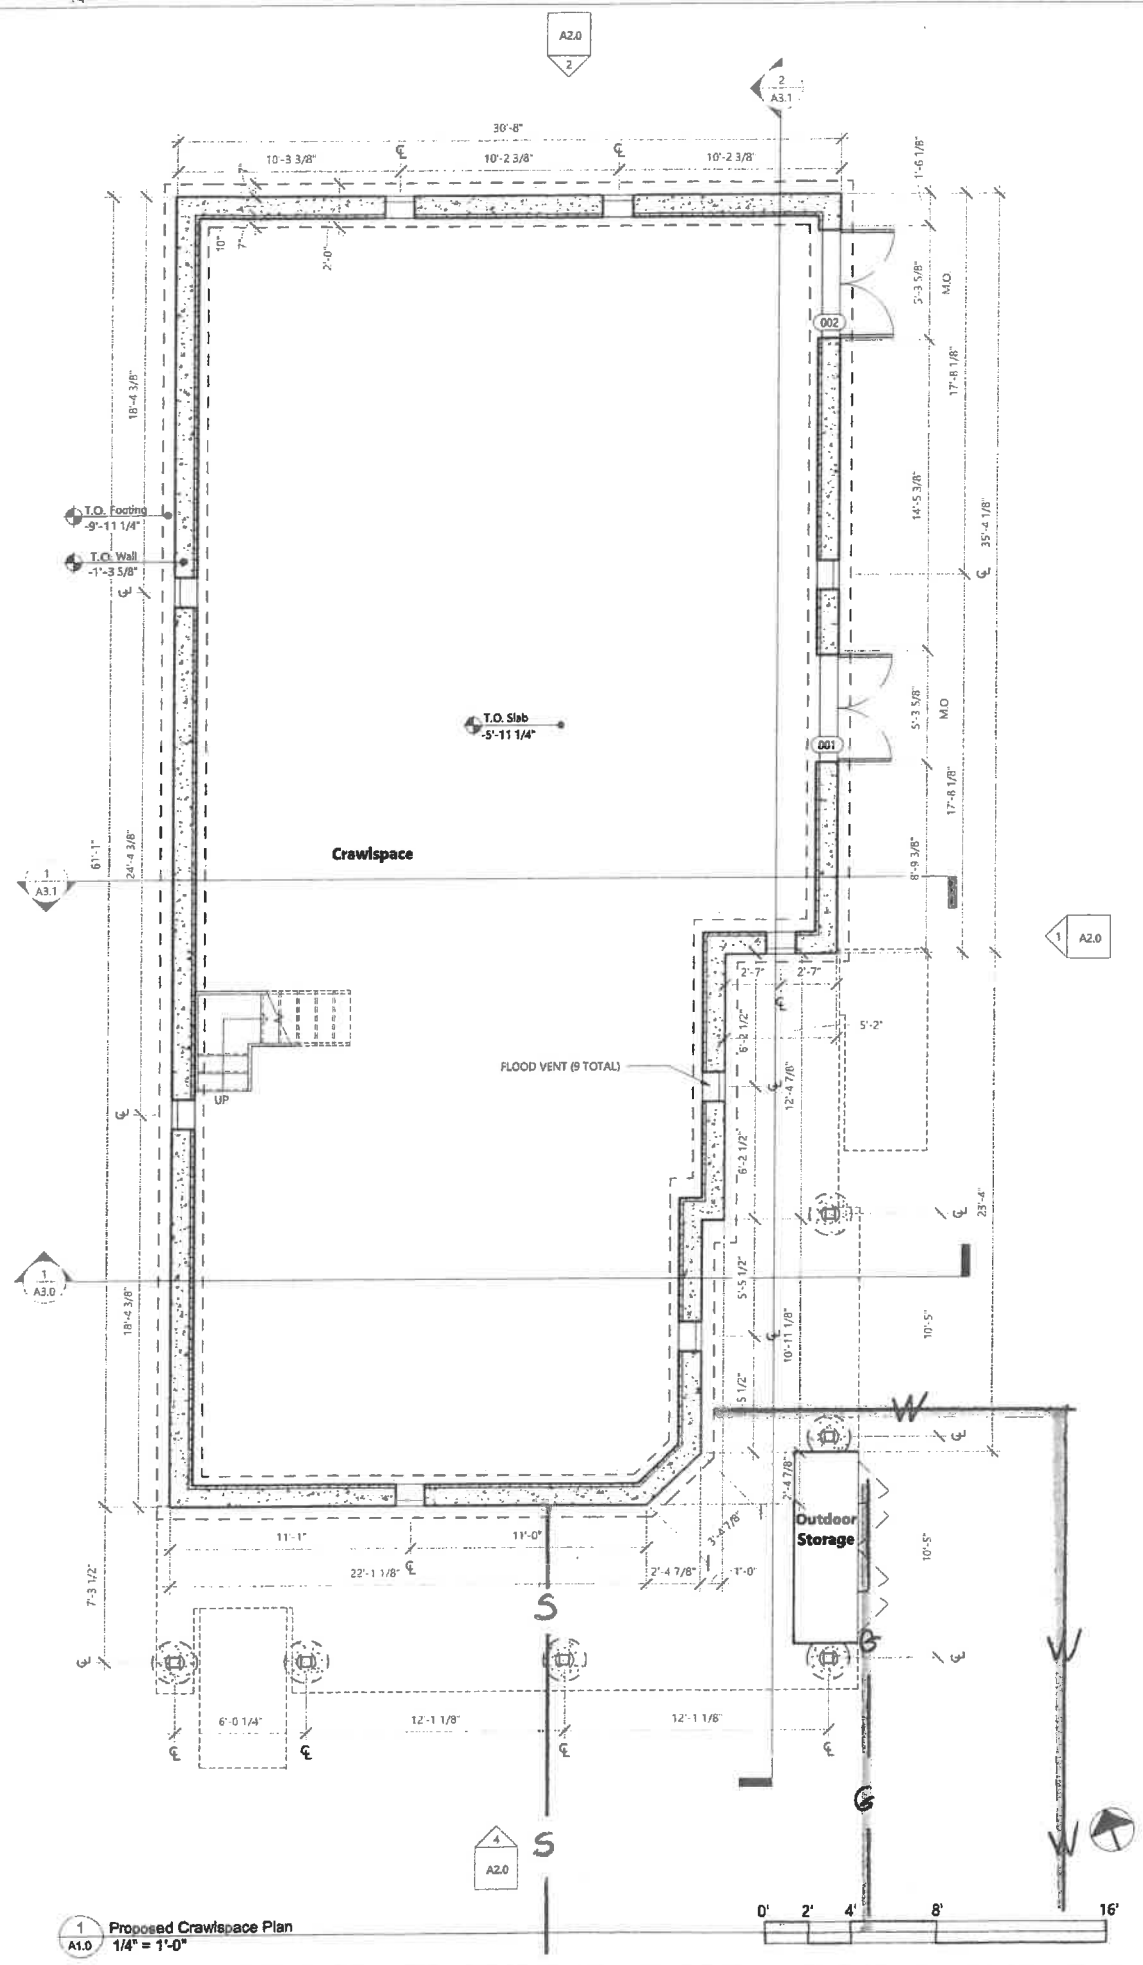 A2.0
2
2
A3.1
30'-8"
10'-3 3/8"
10'-2 3/8"
10'-2 3/8"
1'-6 1/8"
7"
10"
7"
2'-0"
5'-3 5/8"
M.O.
002
18'-4 3/8"
17'-8 1/8"
T.O. Footing
-9'-11 1/4"
T.O. Wall
-1'-3 5/8"
14'-5 3/8"
35'-4 1/8"
T.O. Slab
-5'-11 1/4"
5'-3 5/8"
M.O
001
17'-8 1/8"
61'-1"
24'-4 3/8"
Crawlspace
8'-9 3/8"
1
A3.1
1
A2.0
2'-7"
2'-7"
6'-2 1/2"
5'-2"
FLOOD VENT (9 TOTAL)
12'-4 7/8"
UP
6'-2 1/2"
23'-4"
1
A3.0
5'-5 1/2"
18'-4 3/8"
10'-11 1/8"
10'-5"
5 1/2"
W
2'-4 7/8"
Outdoor
Storage
10'-5"
11'-1"
11'-0"
3'-4 7/8"
22'-1 1/8"
2'-4 7/8"
1'-0"
7'-3 1/2"
S
G
W
6'-0 1/4"
12'-1 1/8"
12'-1 1/8"
G
S
W
4
A2.0
1
A1.0
Proposed Crawlspace Plan
1/4" = 1'-0"
0'
2'
4'
8'
16'